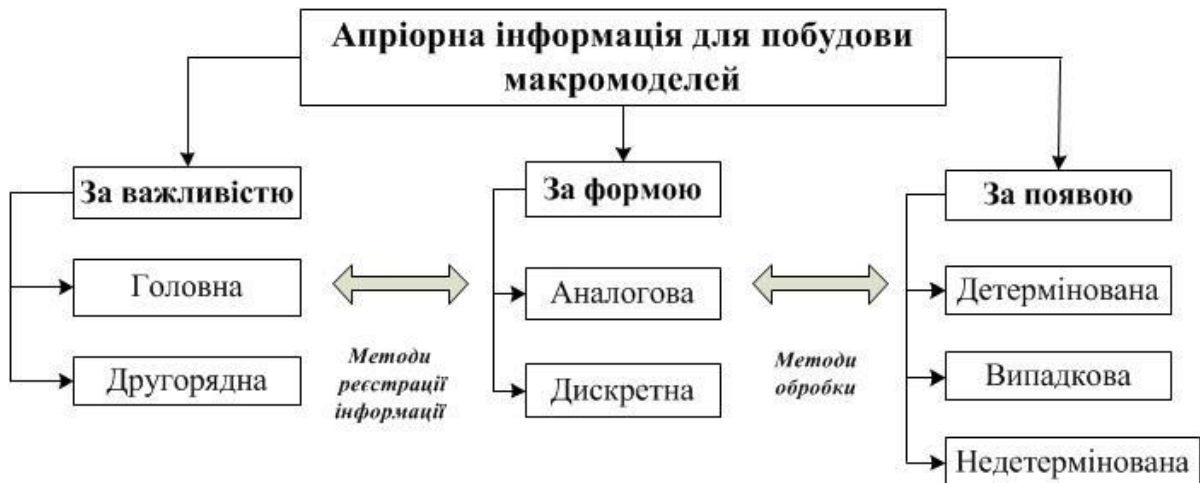 Апріорна інформація для побудови
макромоделей
За важливістю
Головна
Другорядна
Методи
реєстрації
інформації
За формою
Аналогова
Дискретна
Методи
обробки
За появою
Детермінована
Випадкова
Недетермінована